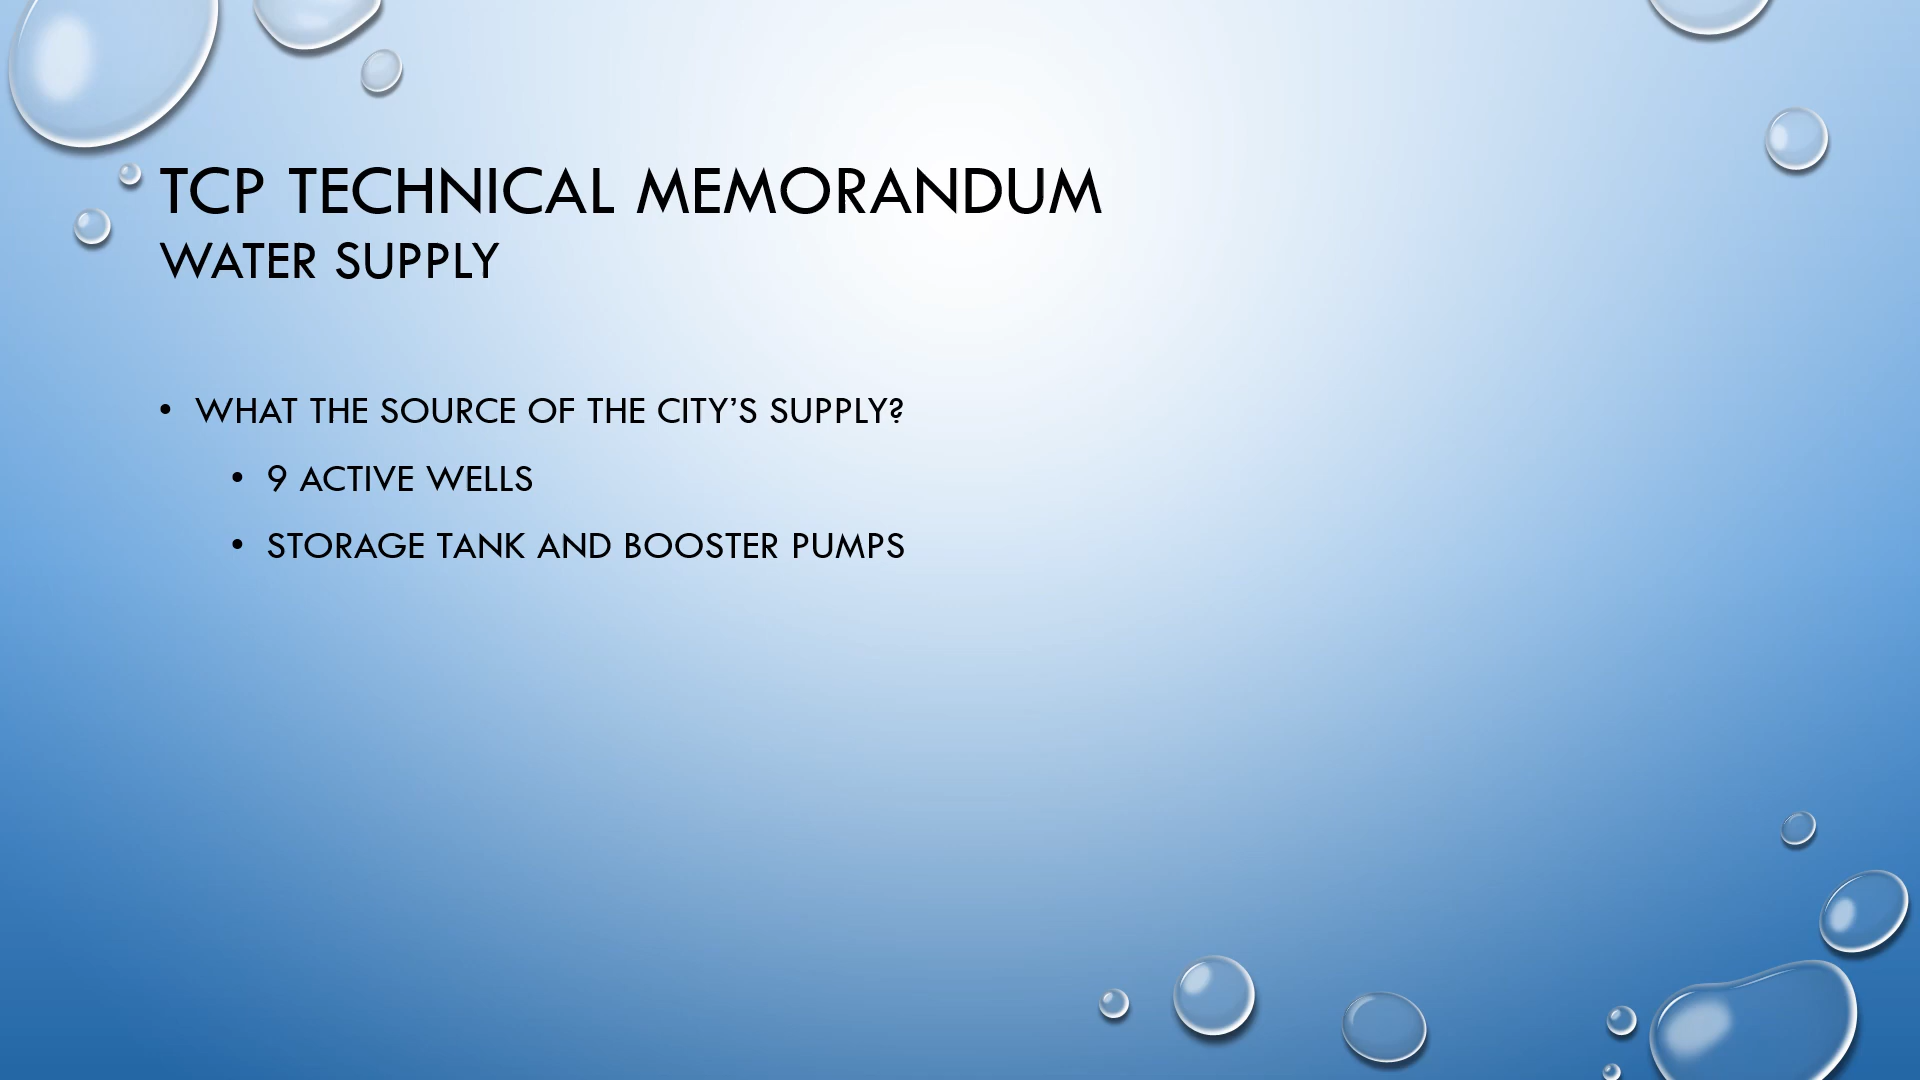 TCP TECHNICAL MEMORANDUM
WATER SUPPLY
• WHAT THE SOURCE OF THE CITY’S SUPPLY?
• 9 ACTIVE WELLS
• STORAGE TANK AND BOOSTER PUMPS